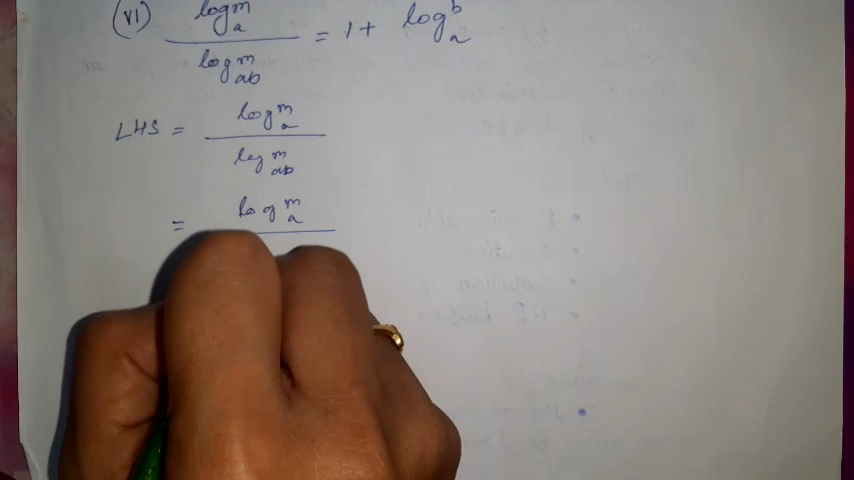 (VI) log_a^m / log_ab^m = 1 + log_a^b
LHS = log_a^m / log_ab^m
= log_a^m